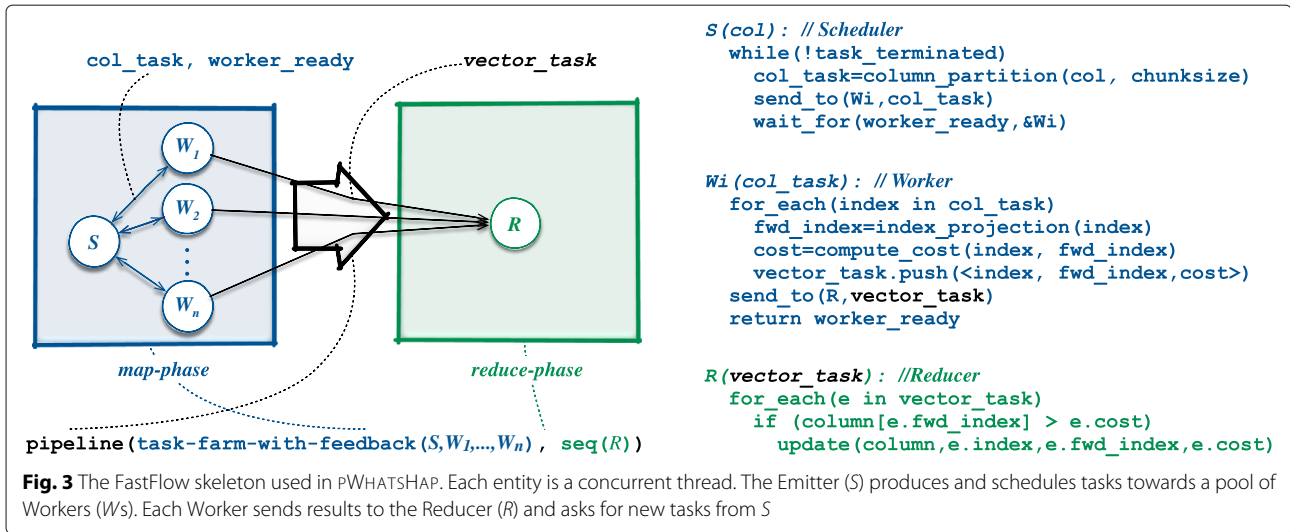 col_task, worker_ready
vector_task
W1
W2
S
Wn
R
map-phase
reduce-phase
pipeline(task-farm-with-feedback(S,W1,...,Wn), seq(R))
S(col): // Scheduler
while(!task_terminated)
col_task=column_partition(col, chunksize)
send_to(Wi,col_task)
wait_for(worker_ready,&Wi)
Wi(col_task): // Worker
for_each(index in col_task)
fwd_index=index_projection(index)
cost=compute_cost(index, fwd_index)
vector_task.push(<index, fwd_index,cost>)
send_to(R,vector_task)
return worker_ready
R(vector_task): //Reducer
for_each(e in vector_task)
if (column[e.fwd_index] > e.cost)
update(column,e.index,e.fwd_index,e.cost)
Fig. 3 The FastFlow skeleton used in PWHATSHAP. Each entity is a concurrent thread. The Emitter (S) produces and schedules tasks towards a pool of
Workers (Ws). Each Worker sends results to the Reducer (R) and asks for new tasks from S